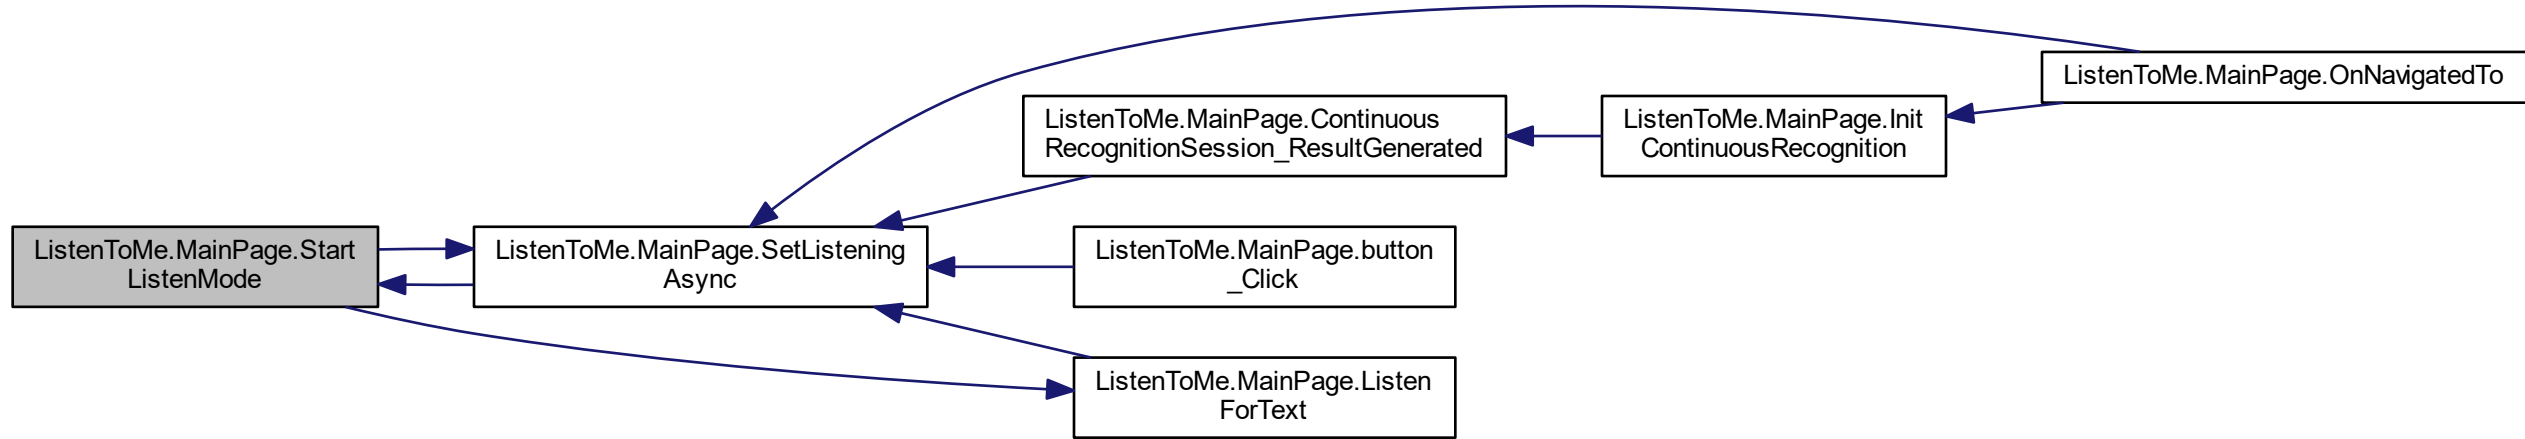 ListenToMe.MainPage.Start
ListenMode
ListenToMe.MainPage.SetListening
Async
ListenToMe.MainPage.Continuous
RecognitionSession_ResultGenerated
ListenToMe.MainPage.Init
ContinuousRecognition
ListenToMe.MainPage.OnNavigatedTo
ListenToMe.MainPage.button
_Click
ListenToMe.MainPage.Listen
ForText